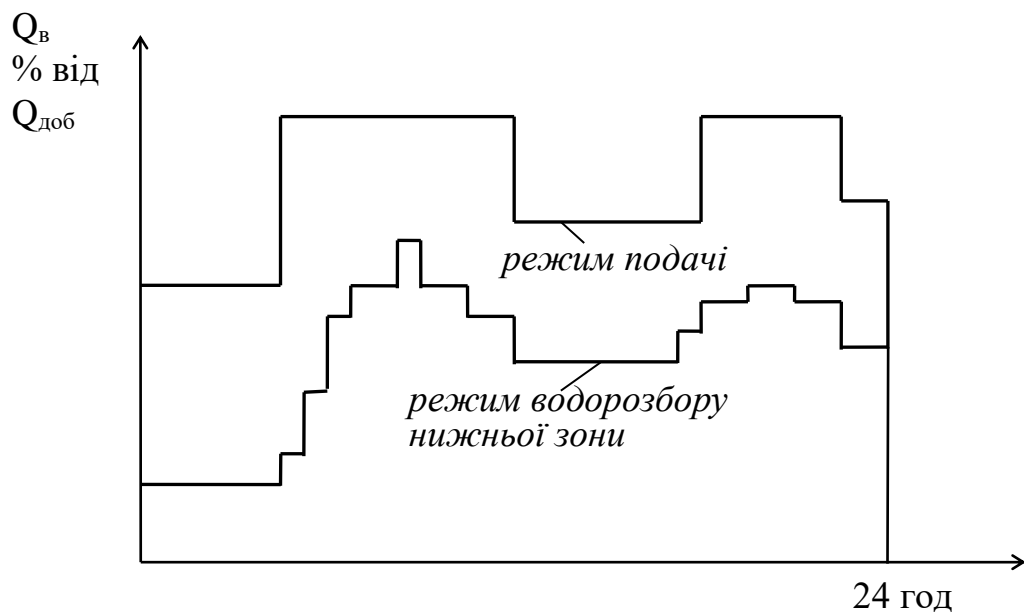 Qв
% від
Qдоб
режим подачі
режим водорозбору
нижньої зони
24 год